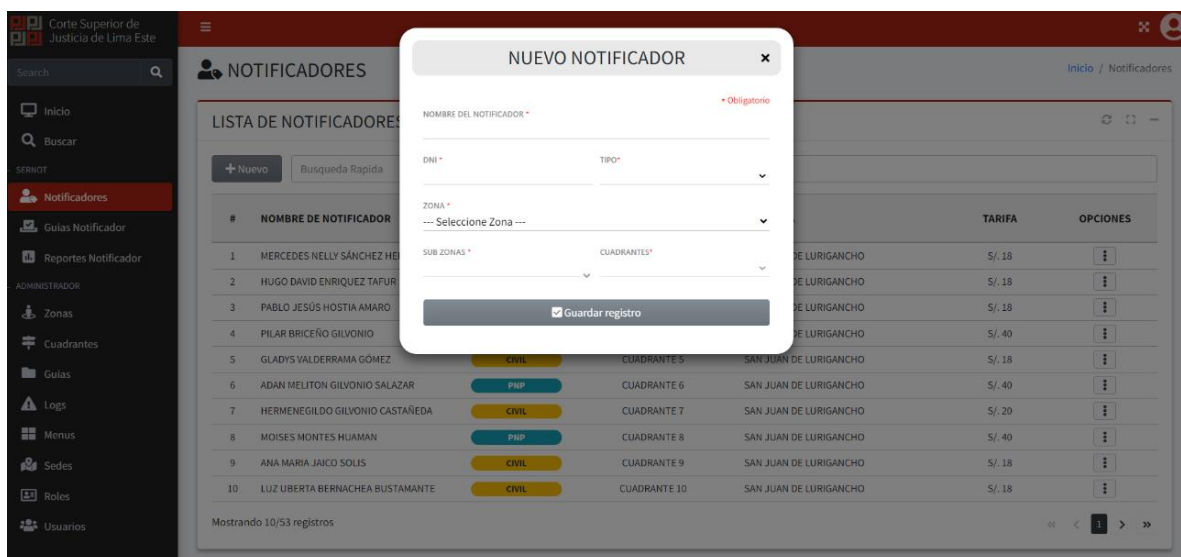 Corte Superior de
Justicia de Lima Este
Search
Inicio
Buscar
SERNOT
Notificadores
Guias Notificador
Reportes Notificador
ADMINISTRADOR
Zonas
Cuadrantes
Guias
Logs
Menus
Sedes
Roles
Usuarios
NOTIFICADORES
Inicio / Notificadores
LISTA DE NOTIFICADORES
+ Nuevo Busqueda Rapida
NUEVO NOTIFICADOR ×
* Obligatorio
NOMBRE DEL NOTIFICADOR *
DNI * TIPO*
ZONA *
--- Seleccione Zona ---
SUB ZONAS * CUADRANTES*
Guardar registro
# NOMBRE DE NOTIFICADOR TARIFA OPCIONES
1 MERCEDES NELLY SÁNCHEZ DE LURIGANCHO S/. 18
2 HUGO DAVID ENRIQUEZ TAFUR DE LURIGANCHO S/. 18
3 PABLO JESÚS HOSTIA AMARO DE LURIGANCHO S/. 18
4 PILAR BRICEÑO GILVONIO DE LURIGANCHO S/. 40
5 GLADYS VALDERRAMA GÓMEZ CIVIL CUADRANTE 5 SAN JUAN DE LURIGANCHO S/. 18
6 ADAN MELITON GILVONIO SALAZAR PNP CUADRANTE 6 SAN JUAN DE LURIGANCHO S/. 40
7 HERMENEGILDO GILVONIO CASTAÑEDA CIVIL CUADRANTE 7 SAN JUAN DE LURIGANCHO S/. 20
8 MOISES MONTES HUAMAN PNP CUADRANTE 8 SAN JUAN DE LURIGANCHO S/. 40
9 ANA MARIA JAICO SOLIS CIVIL CUADRANTE 9 SAN JUAN DE LURIGANCHO S/. 18
10 LUZ UBERTA BERNACHEA BUSTAMANTE CIVIL CUADRANTE 10 SAN JUAN DE LURIGANCHO S/. 18
Mostrando 10/53 registros
« < 1 > »